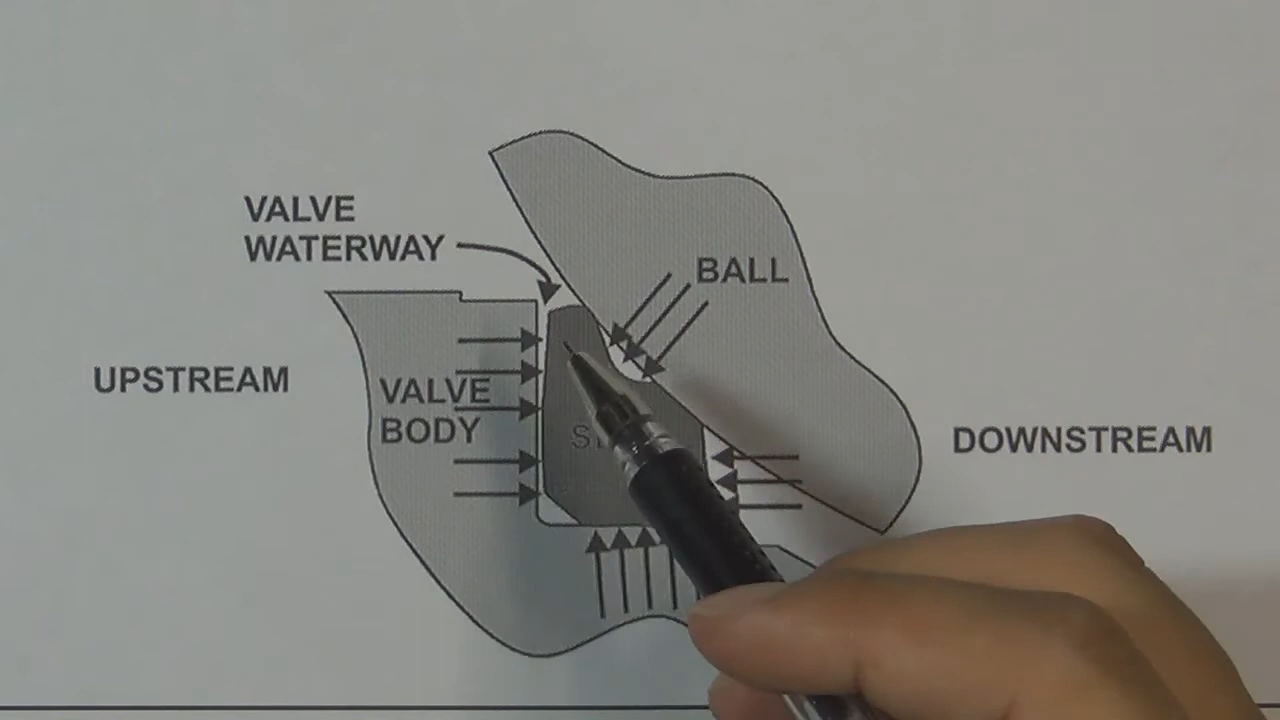 VALVE
WATERWAY
BALL
UPSTREAM
VALVE
BODY
DOWNSTREAM